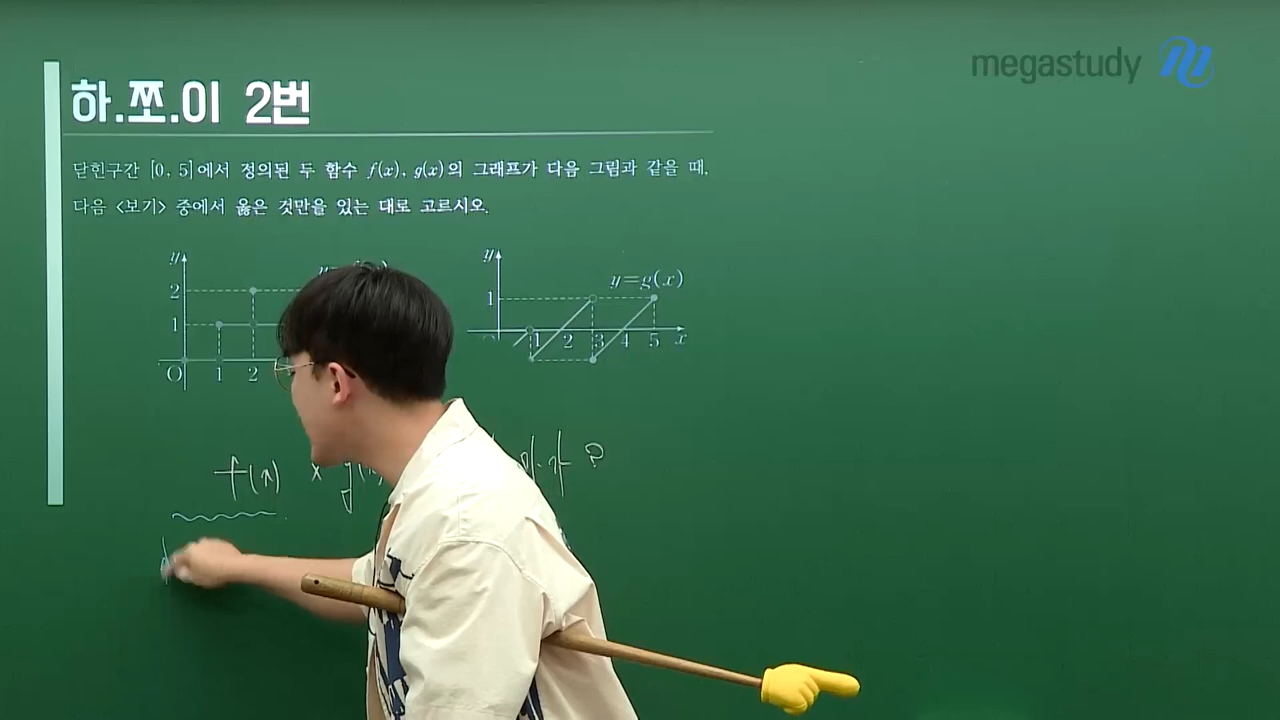 megastudy
하.쪼.이 2번
닫힌구간 [0, 5]에서 정의된 두 함수 f(x), g(x)의 그래프가 다음 그림과 같을 때,
다음 <보기> 중에서 옳은 것만을 있는 대로 고르시오.
y
2
1
O 1 2
y
y=g(x)
1
1 2 3 4 5 x
f(x) × g(x ?